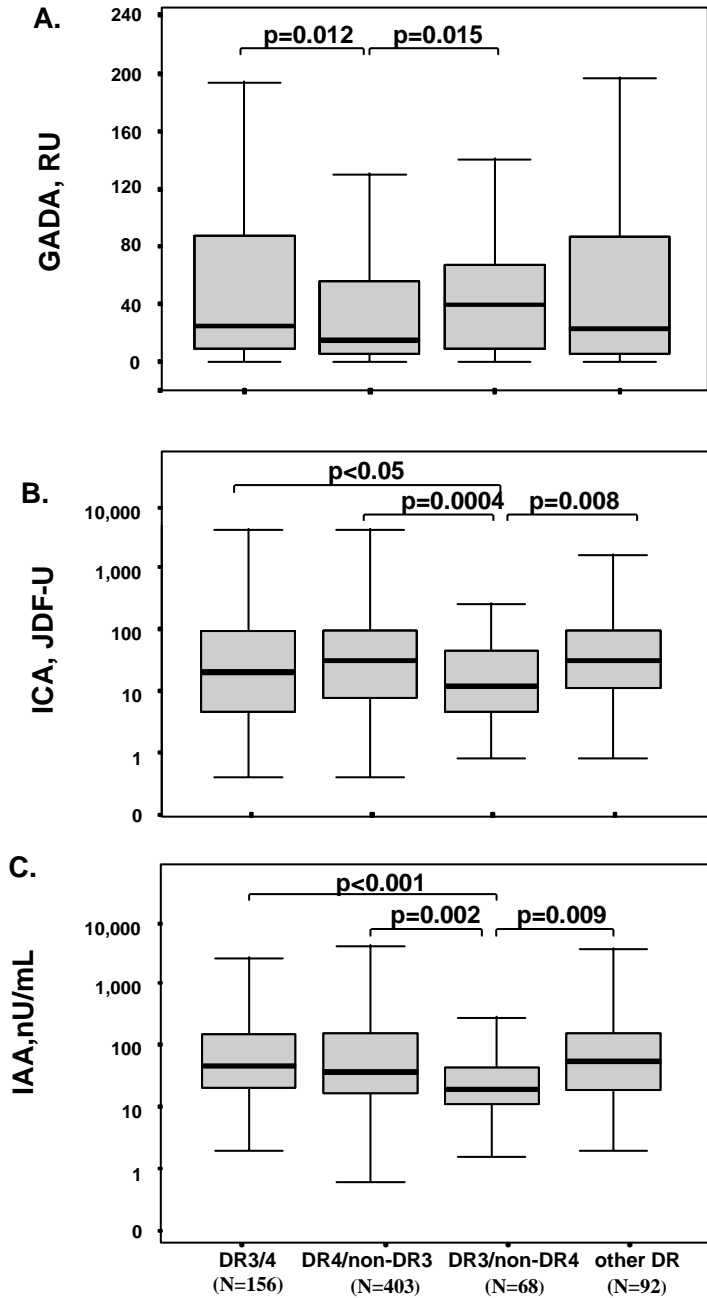 A.
240
p=0.012 p=0.015
200
160
120
80
40
0
GADA, RU
B.
p<0.05
10,000
p=0.0004 p=0.008
1,000
100
10
1
0
ICA, JDF-U
C.
p<0.001
10,000
p=0.002 p=0.009
1,000
100
10
1
0
IAA,nU/mL
DR3/4 DR4/non-DR3 DR3/non-DR4 other DR
(N=156) (N=403) (N=68) (N=92)